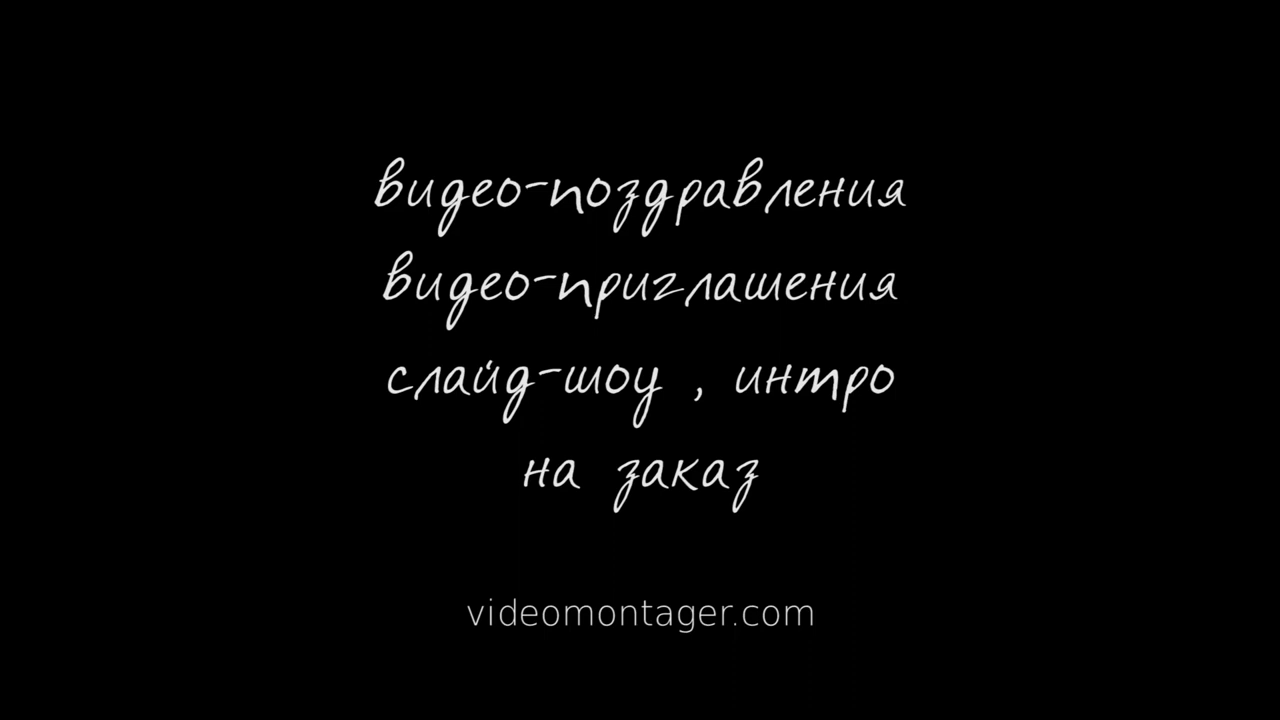 видео-поздравления
видео-приглашения
слайд-шоу , интро
на заказ
videomontager.com